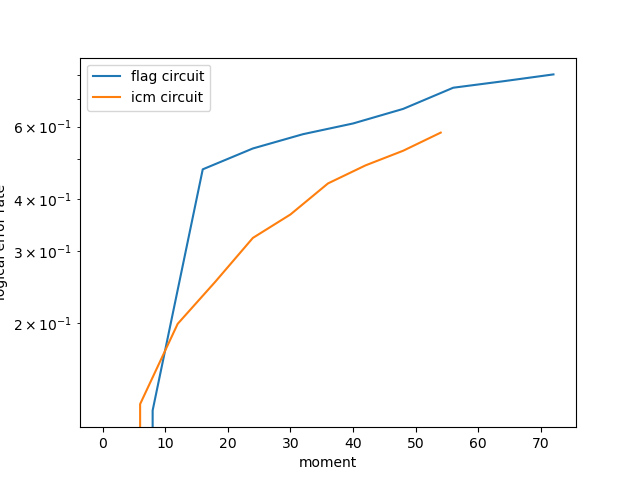 flag circuit
icm circuit
6 × 10⁻¹
4 × 10⁻¹
3 × 10⁻¹
2 × 10⁻¹
logical error rate
0 10 20 30 40 50 60 70
moment